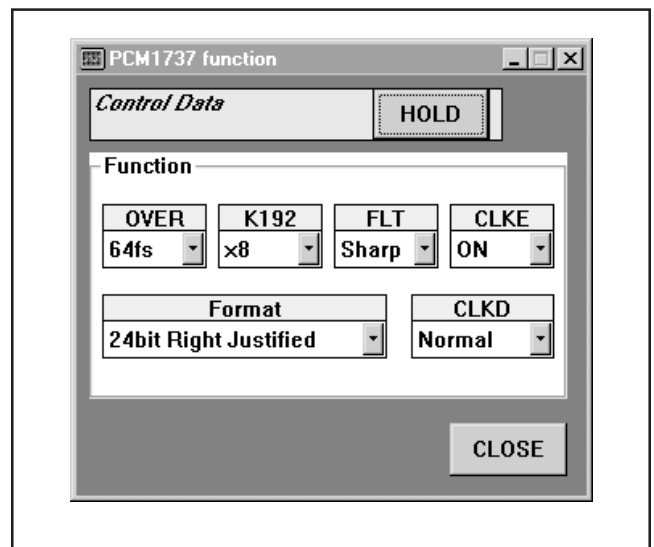 PCM1737 function
Control Data HOLD
Function
OVER K192 FLT CLKE
64fs ×8 Sharp ON
Format CLKD
24bit Right Justified Normal
CLOSE